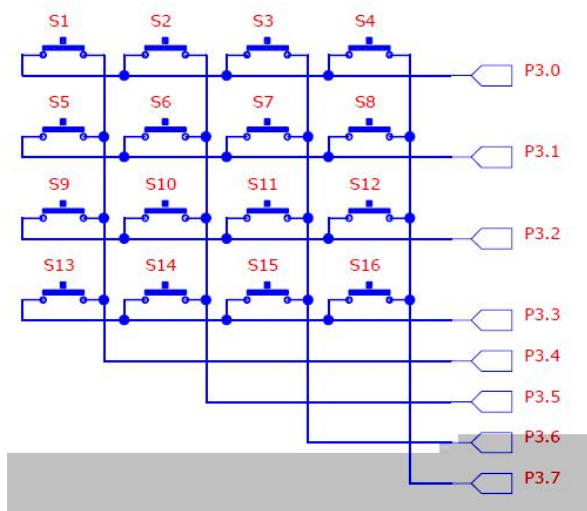 S1 S2 S3 S4
P3.0
S5 S6 S7 S8
P3.1
S9 S10 S11 S12
P3.2
S13 S14 S15 S16
P3.3
P3.4
P3.5
P3.6
P3.7